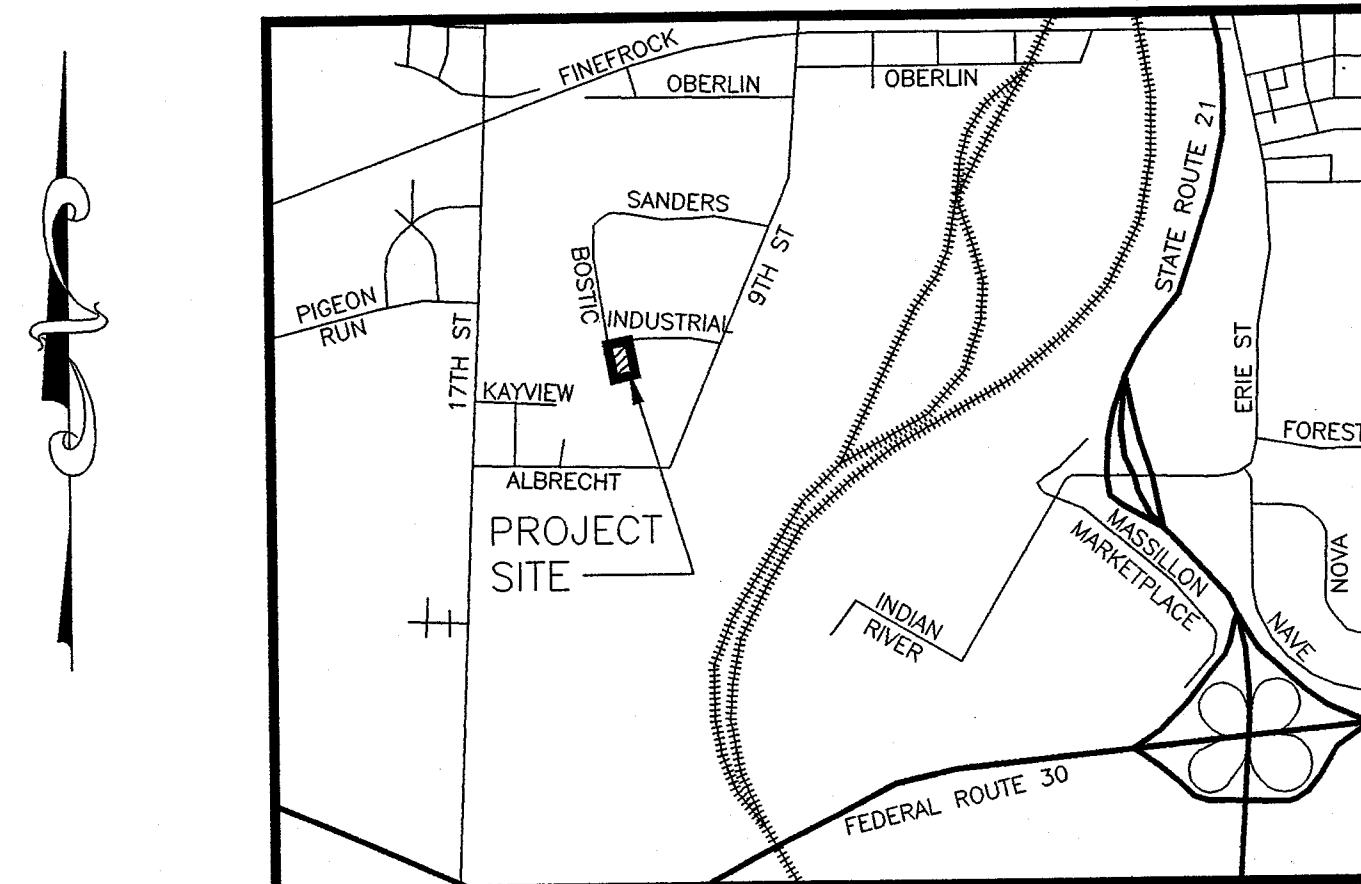 FINEFROCK
OBERLIN
OBERLIN
STATE ROUTE 21
SANDERS
BOSTIC
9TH ST
PIGEON
RUN
INDUSTRIAL
17TH ST
KAYVIEW
ERIE ST
FOREST
ALBRECHT
PROJECT
SITE
MASSILLON
MARKETPLACE
NOVA
INDIAN
RIVER
NAVE
FEDERAL ROUTE 30